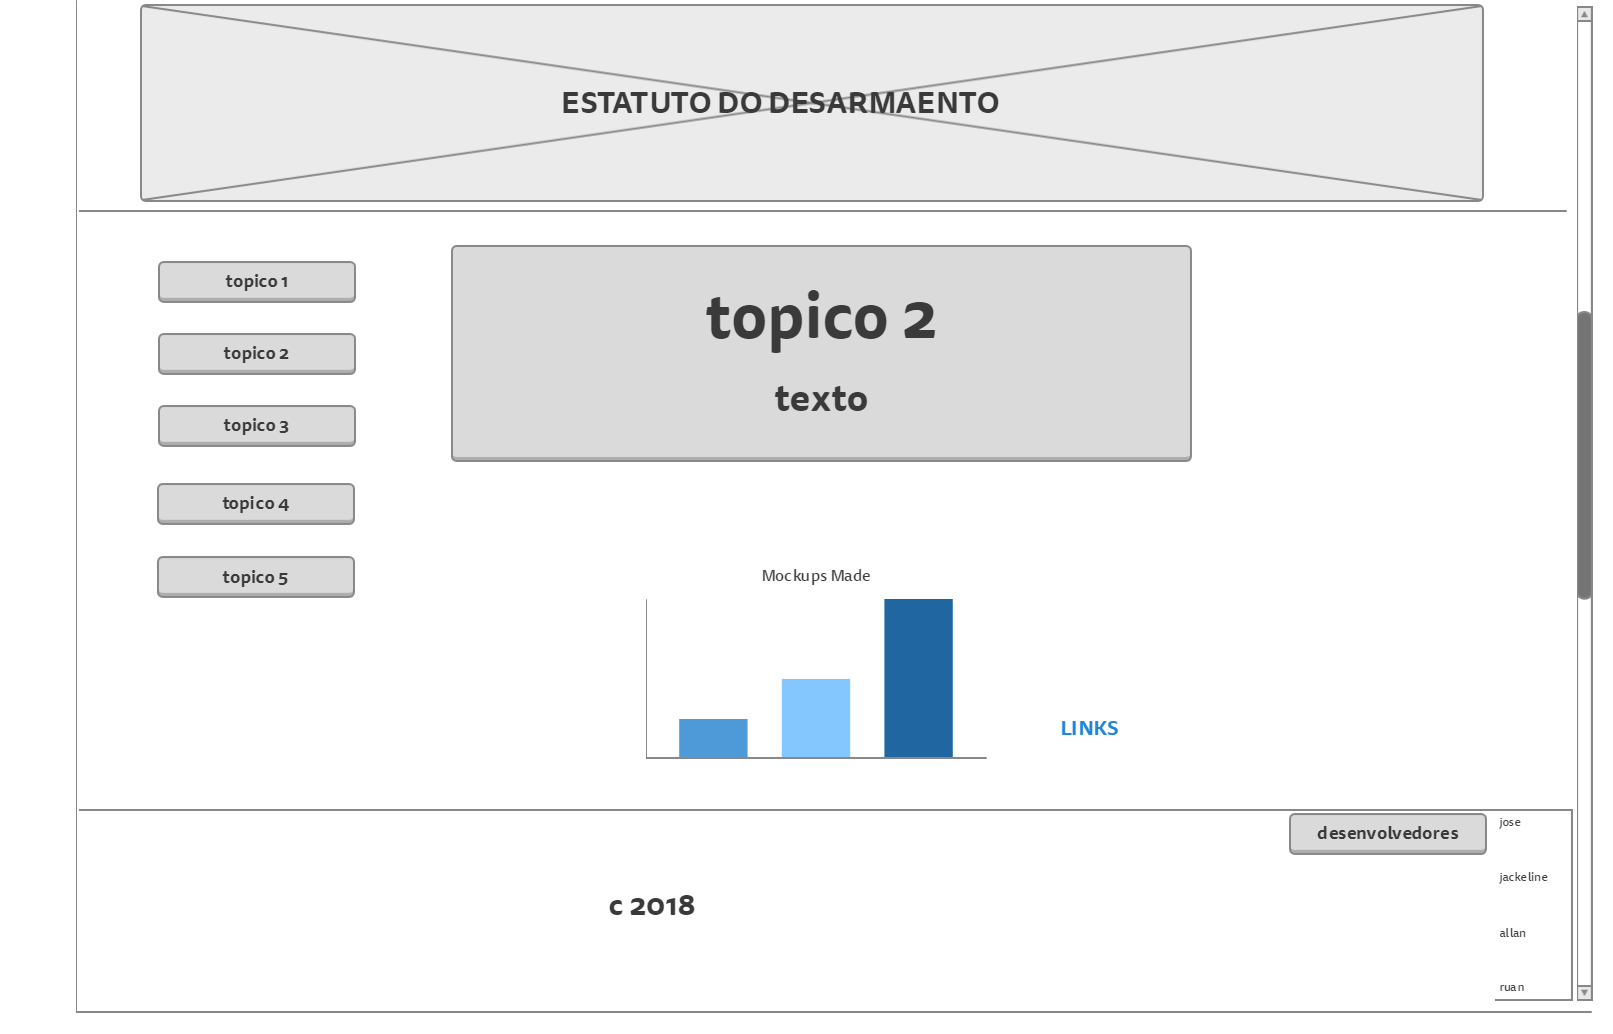 ESTATUTO DO DESARMAENTO
topico 1
topico 2
topico 3
topico 4
topico 5
topico 2
texto
Mockups Made
LINKS
desenvolvedores
jose
jackeline
allan
ruan
c 2018